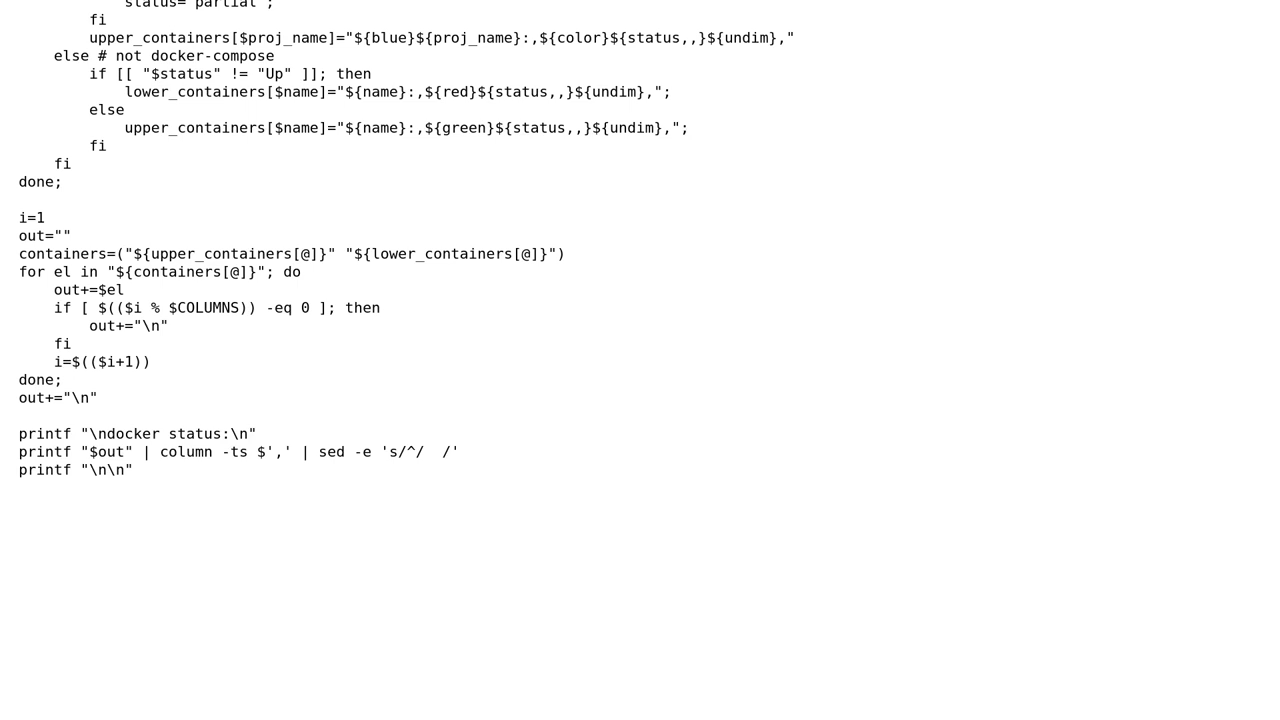 status="partial";
        fi
        upper_containers[$proj_name]="${blue}${proj_name}:,${color}${status,,}${undim},"
    else # not docker-compose
        if [[ "$status" != "Up" ]]; then
            lower_containers[$name]="${name}:,${red}${status,,}${undim},";
        else
            upper_containers[$name]="${name}:,${green}${status,,}${undim},";
        fi
    fi
done;

i=1
out=""
containers=("${upper_containers[@]}" "${lower_containers[@]}")
for el in "${containers[@]}"; do
    out+=$el
    if [ $(($i % $COLUMNS)) -eq 0 ]; then
        out+="\n"
    fi
    i=$(($i+1))
done;
out+="\n"

printf "\ndocker status:\n"
printf "$out" | column -ts $',' | sed -e 's/^/  /'
printf "\n\n"